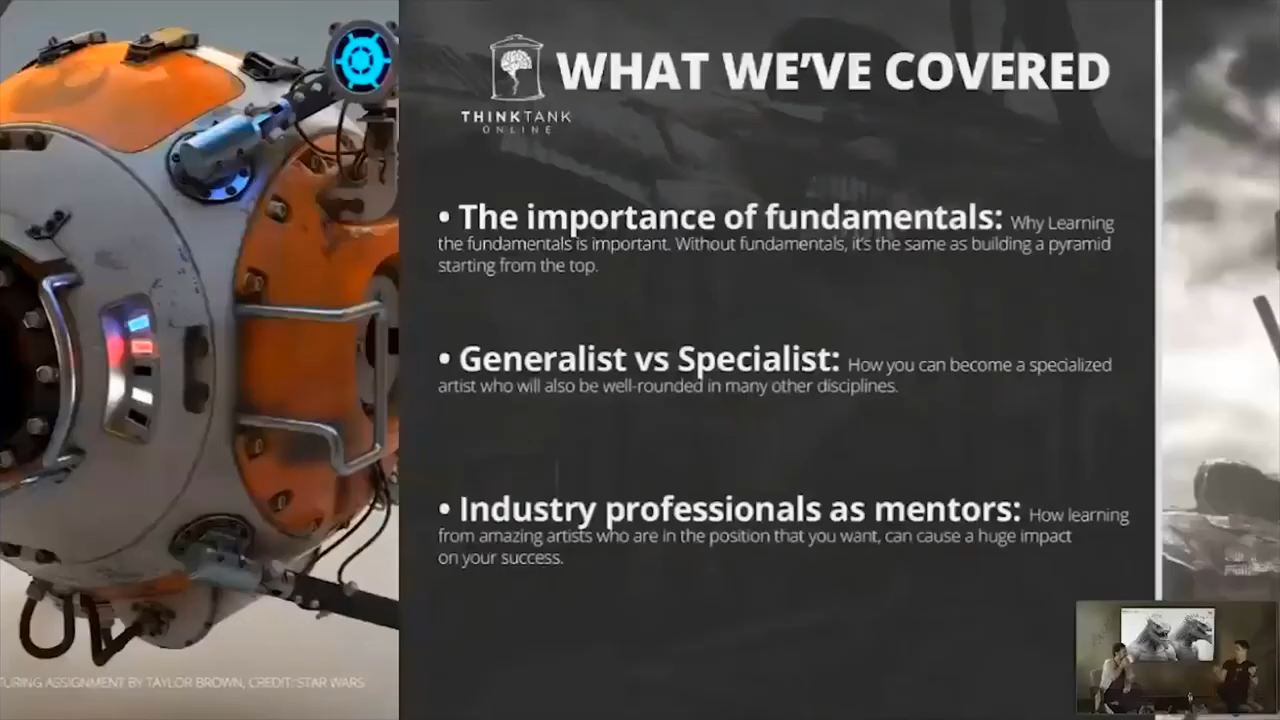 WHAT WE'VE COVERED
THINKTANK
ONLINE
• The importance of fundamentals: Why Learning
the fundamentals is important. Without fundamentals, it's the same as building a pyramid
starting from the top.
• Generalist vs Specialist: How you can become a specialized
artist who will also be well-rounded in many other disciplines.
• Industry professionals as mentors: How learning
from amazing artists who are in the position that you want, can cause a huge impact
on your success.
TURING ASSIGNMENT BY TAYLOR BROWN, CREDIT: STAR WARS